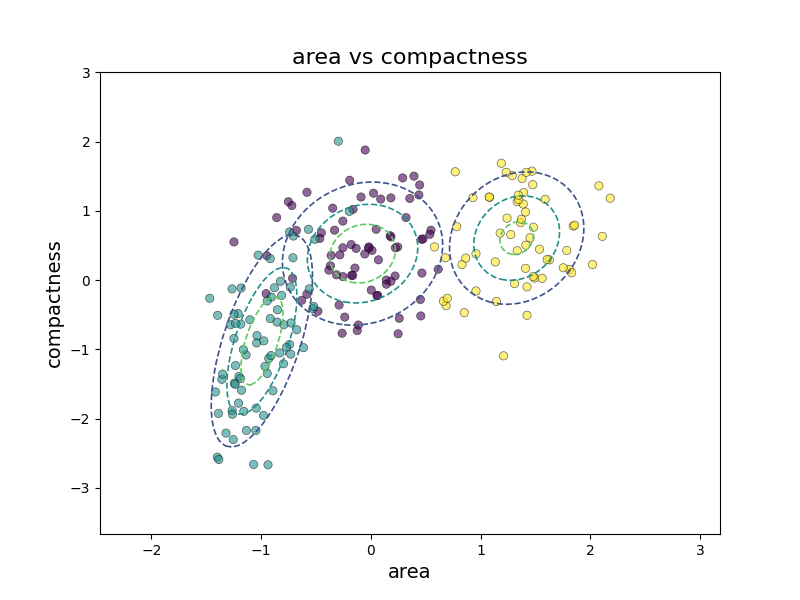 area vs compactness
3
2
1
0
−1
−2
−3
compactness
−2 −1 0 1 2 3
area